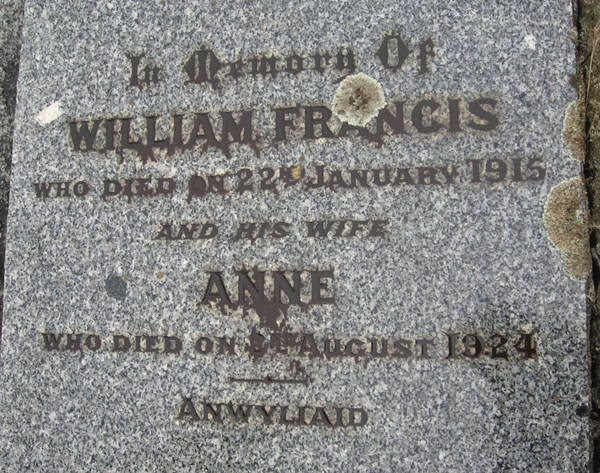 In Memory Of
WILLIAM FRANCIS
WHO DIED ON 22ND JANUARY 1915
AND HIS WIFE
ANNE
WHO DIED ON TH AUGUST 1924
ANWYLIAID